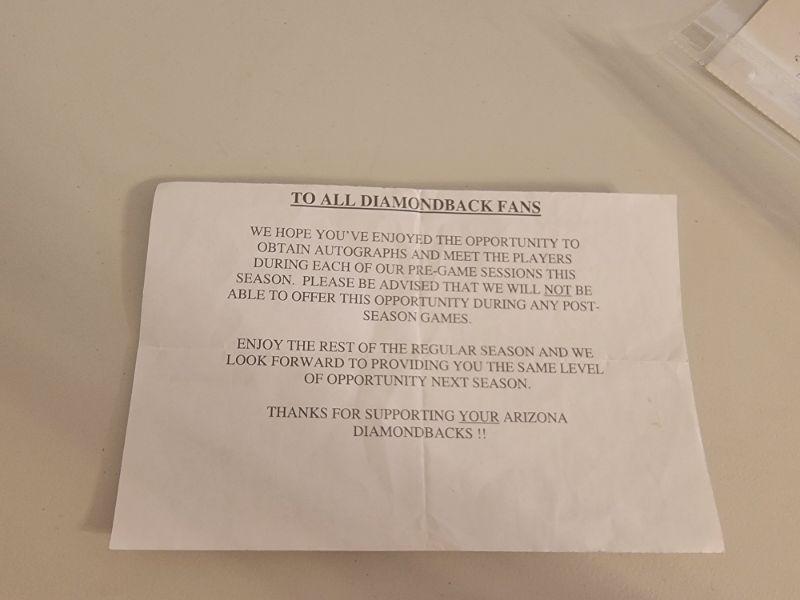 TO ALL DIAMONDBACK FANS
WE HOPE YOU'VE ENJOYED THE OPPORTUNITY TO
OBTAIN AUTOGRAPHS AND MEET THE PLAYERS
DURING EACH OF OUR PRE-GAME SESSIONS THIS
SEASON. PLEASE BE ADVISED THAT WE WILL NOT BE
ABLE TO OFFER THIS OPPORTUNITY DURING ANY POST-
SEASON GAMES.
ENJOY THE REST OF THE REGULAR SEASON AND WE
LOOK FORWARD TO PROVIDING YOU THE SAME LEVEL
OF OPPORTUNITY NEXT SEASON.
THANKS FOR SUPPORTING YOUR ARIZONA
DIAMONDBACKS !!